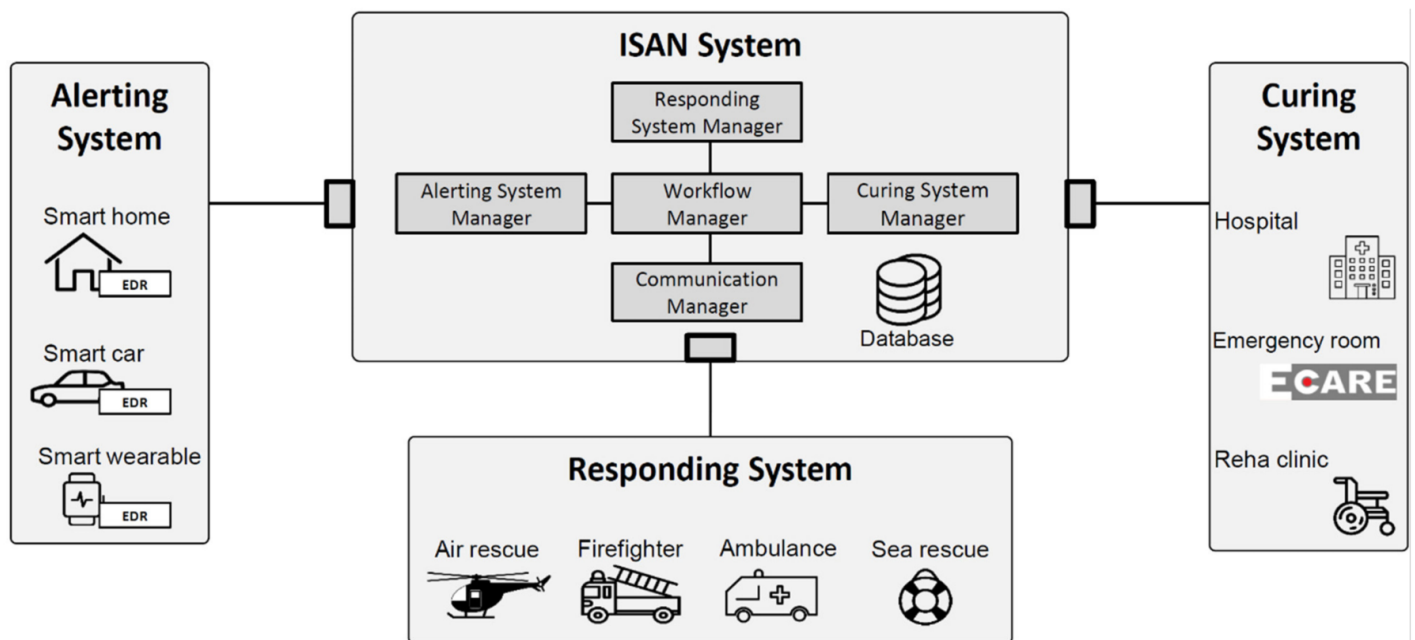 Alerting
System
Smart home
EDR
Smart car
EDR
Smart wearable
EDR
ISAN System
Responding
System Manager
Alerting System
Manager
Workflow
Manager
Curing System
Manager
Communication
Manager
Database
Responding System
Air rescue
Firefighter
Ambulance
Sea rescue
Curing
System
Hospital
Emergency room
ECARE
Reha clinic